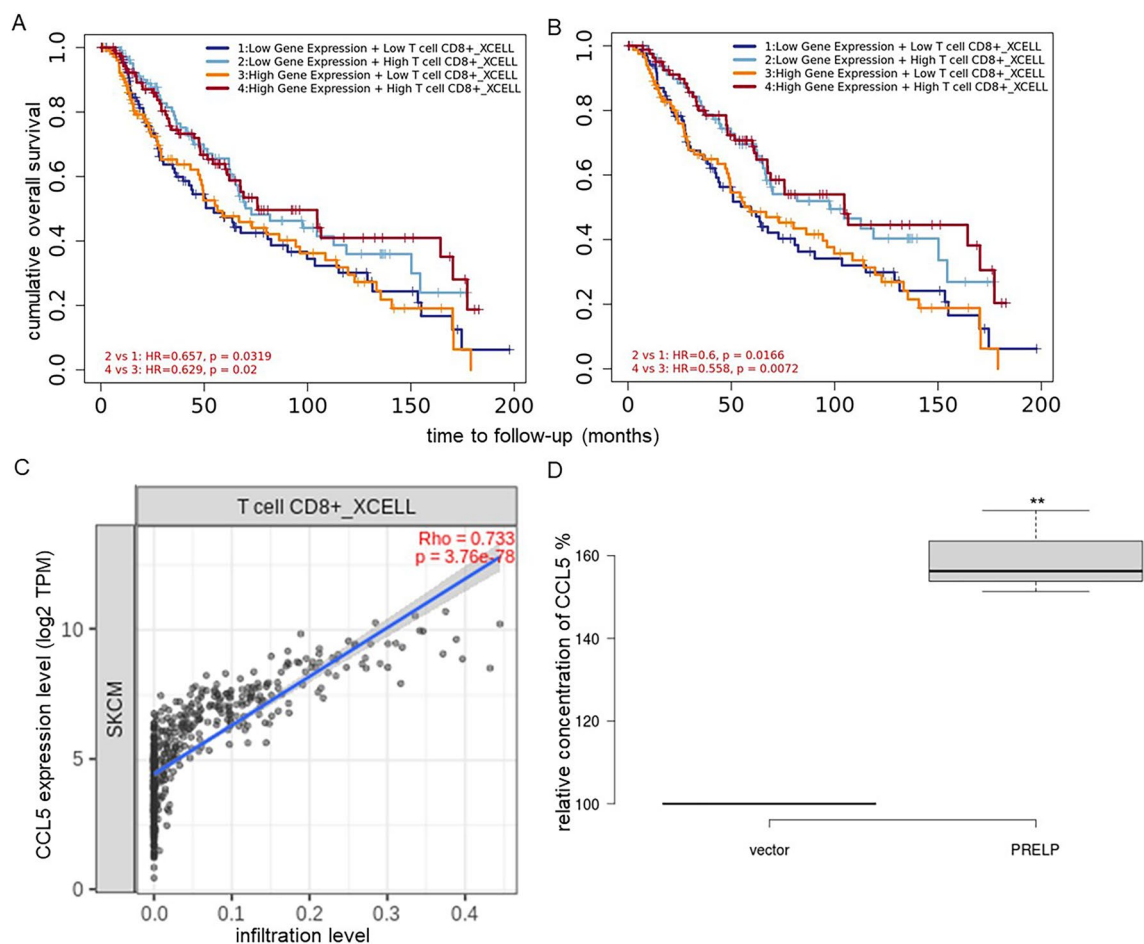 A
1:Low Gene Expression + Low T cell CD8+_XCELL
2:Low Gene Expression + High T cell CD8+_XCELL
3:High Gene Expression + Low T cell CD8+_XCELL
4:High Gene Expression + High T cell CD8+_XCELL
cumulative overall survival
1.0
0.8
0.6
0.4
0.2
0.0
2 vs 1: HR=0.657, p = 0.0319
4 vs 3: HR=0.629, p = 0.02
0 50 100 150 200
B
1:Low Gene Expression + Low T cell CD8+_XCELL
2:Low Gene Expression + High T cell CD8+_XCELL
3:High Gene Expression + Low T cell CD8+_XCELL
4:High Gene Expression + High T cell CD8+_XCELL
1.0
0.8
0.6
0.4
0.2
0.0
2 vs 1: HR=0.6, p = 0.0166
4 vs 3: HR=0.558, p = 0.0072
0 50 100 150 200
time to follow-up (months)
C
T cell CD8+_XCELL
Rho = 0.733
p = 3.76e-78
SKCM
CCL5 expression level (log2 TPM)
10
5
0
0.0 0.1 0.2 0.3 0.4
infiltration level
D
**
relative concentration of CCL5 %
160
140
120
100
vector PRELP